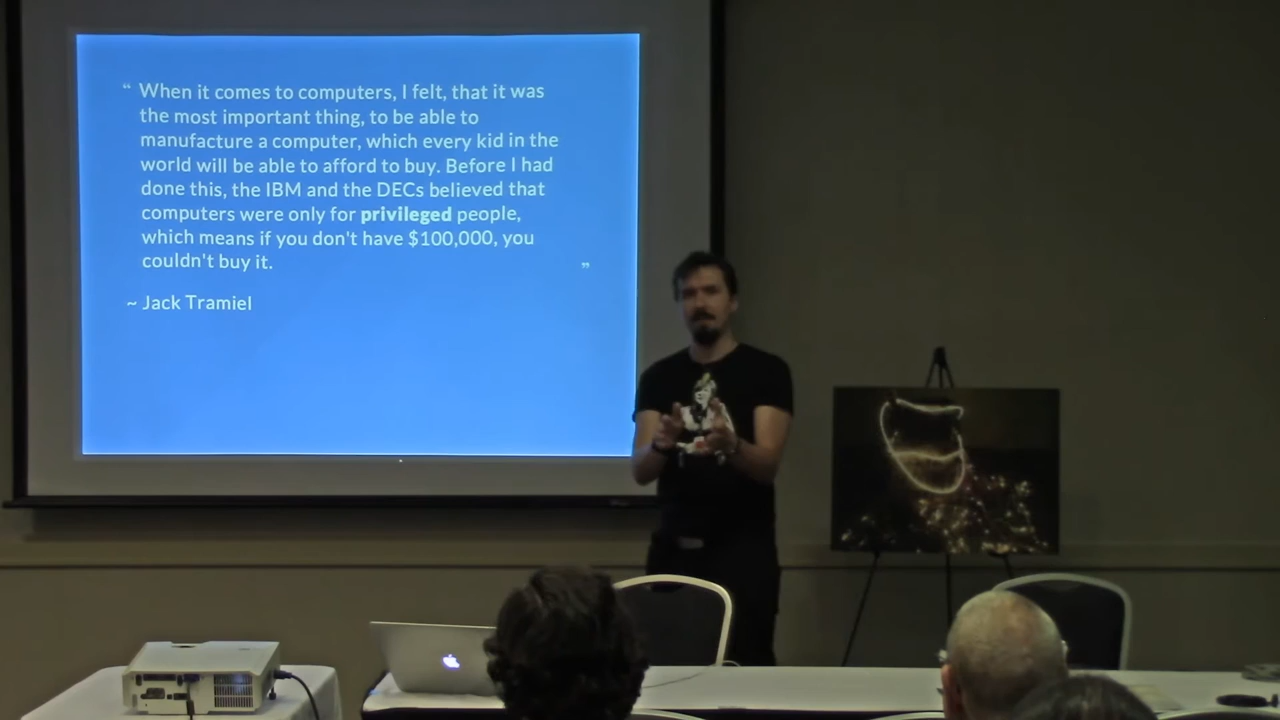 “ When it comes to computers, I felt, that it was
the most important thing, to be able to
manufacture a computer, which every kid in the
world will be able to afford to buy. Before I had
done this, the IBM and the DECs believed that
computers were only for privileged people,
which means if you don't have $100,000, you
couldn't buy it. ”
~ Jack Tramiel